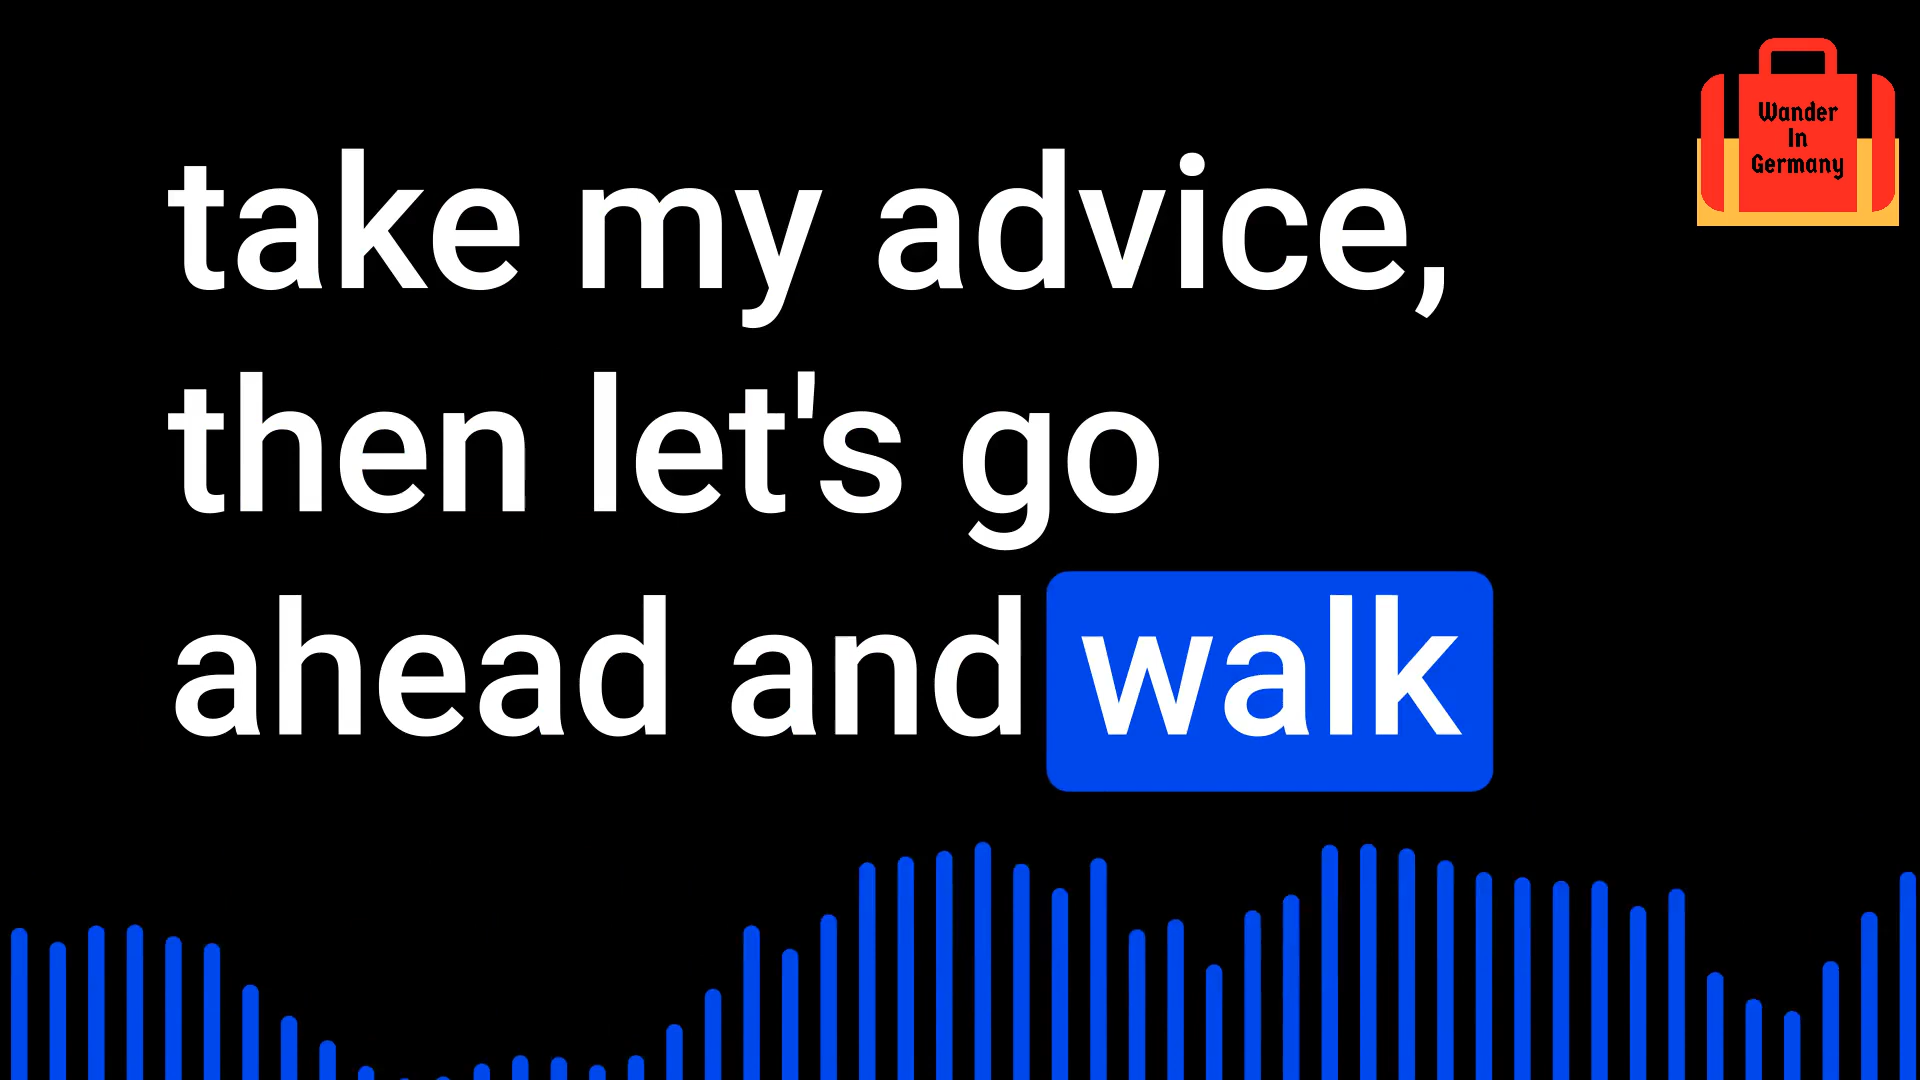 take my advice,
then let's go
ahead and walk
Wander
In
Germany